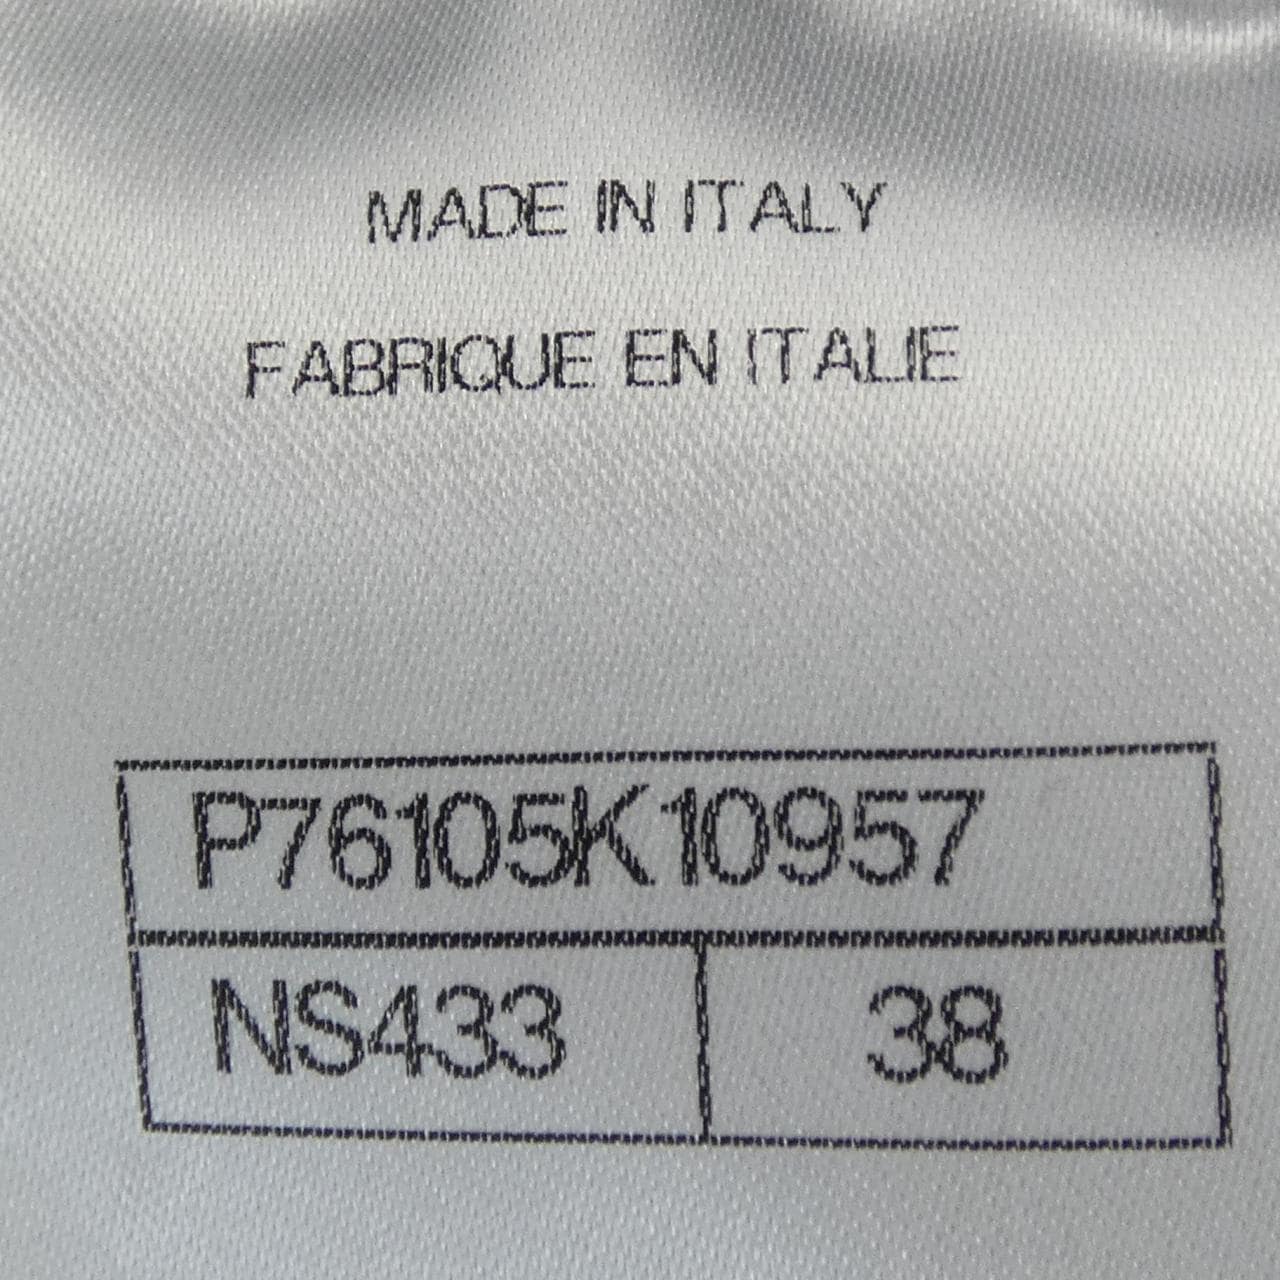 MADE IN ITALY
FABRIQUE EN ITALIE
P76105K10957
NS433 38